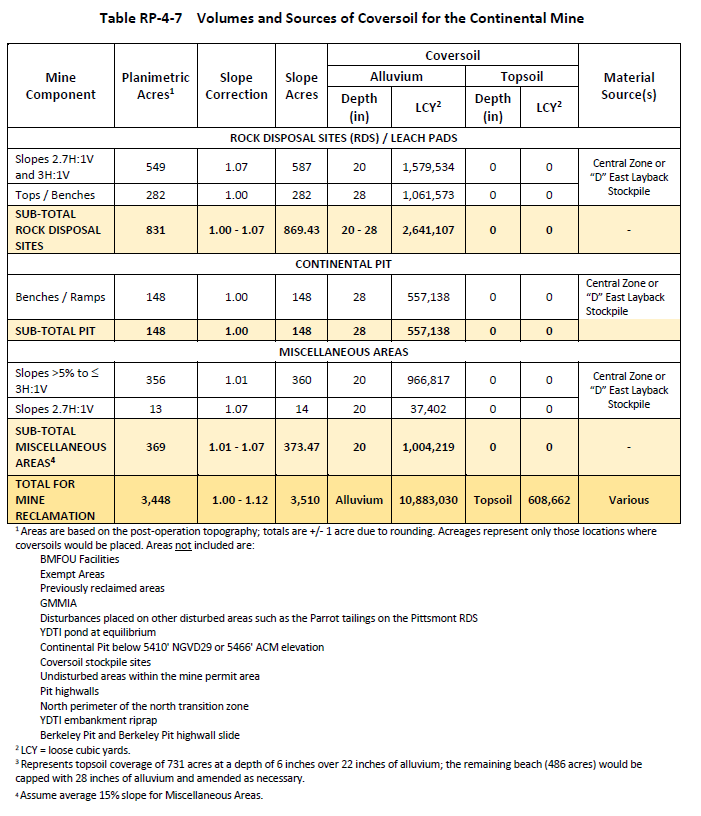 Table RP-4-7 Volumes and Sources of Coversoil for the Continental Mine
Mine Component Planimetric Acres¹ Slope Correction Slope Acres Coversoil Material Source(s)
Alluvium Topsoil
Depth (in) LCY² Depth (in) LCY²
ROCK DISPOSAL SITES (RDS) / LEACH PADS
Slopes 2.7H:1V and 3H:1V 549 1.07 587 20 1,579,534 0 0 Central Zone or "D" East Layback Stockpile
Tops / Benches 282 1.00 282 28 1,061,573 0 0
SUB-TOTAL ROCK DISPOSAL SITES 831 1.00 - 1.07 869.43 20 - 28 2,641,107 0 0 -
CONTINENTAL PIT
Benches / Ramps 148 1.00 148 28 557,138 0 0 Central Zone or "D" East Layback Stockpile
SUB-TOTAL PIT 148 1.00 148 28 557,138 0 0
MISCELLANEOUS AREAS
Slopes >5% to ≤ 3H:1V 356 1.01 360 20 966,817 0 0 Central Zone or "D" East Layback Stockpile
Slopes 2.7H:1V 13 1.07 14 20 37,402 0 0
SUB-TOTAL MISCELLANEOUS AREAS⁴ 369 1.01 - 1.07 373.47 20 1,004,219 0 0 -
TOTAL FOR MINE RECLAMATION 3,448 1.00 - 1.12 3,510 Alluvium 10,883,030 Topsoil 608,662 Various
¹ Areas are based on the post-operation topography; totals are +/- 1 acre due to rounding. Acreages represent only those locations where
coversoils would be placed. Areas not included are:
BMFOU Facilities
Exempt Areas
Previously reclaimed areas
GMMIA
Disturbances placed on other disturbed areas such as the Parrot tailings on the Pittsmont RDS
YDTI pond at equilibrium
Continental Pit below 5410' NGVD29 or 5466' ACM elevation
Coversoil stockpile sites
Undisturbed areas within the mine permit area
Pit highwalls
North perimeter of the north transition zone
YDTI embankment riprap
Berkeley Pit and Berkeley Pit highwall slide
² LCY = loose cubic yards.
³ Represents topsoil coverage of 731 acres at a depth of 6 inches over 22 inches of alluvium; the remaining beach (486 acres) would be
capped with 28 inches of alluvium and amended as necessary.
⁴ Assume average 15% slope for Miscellaneous Areas.